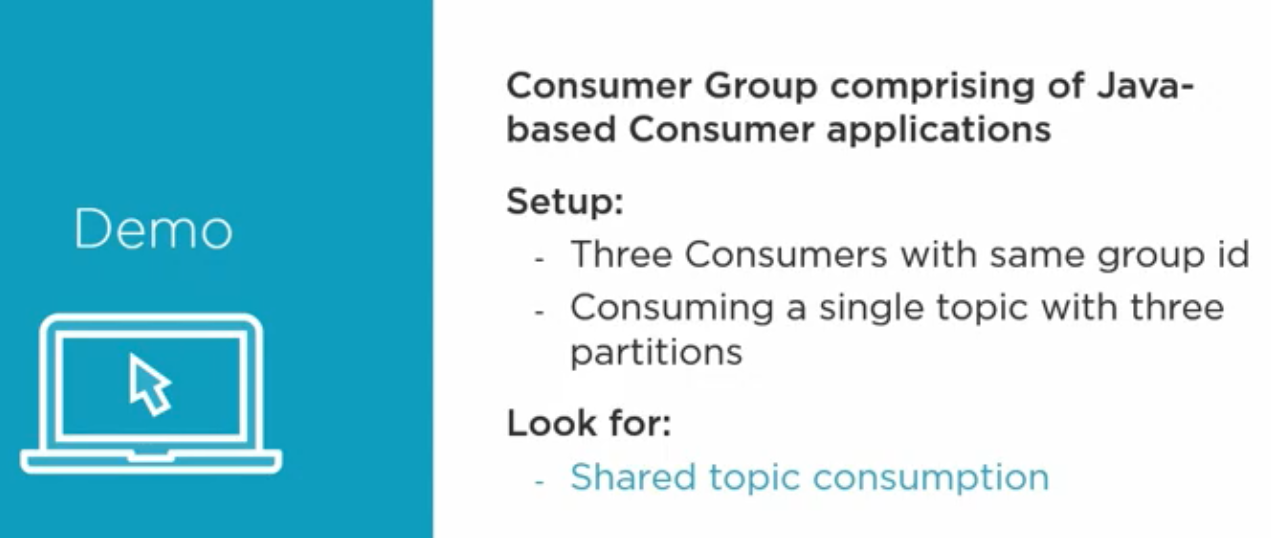 Demo
Consumer Group comprising of Java-
based Consumer applications
Setup:
- Three Consumers with same group id
- Consuming a single topic with three
partitions
Look for:
- Shared topic consumption